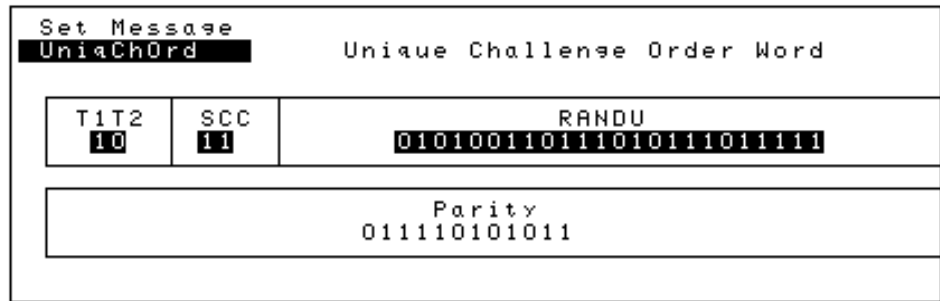 Set Message
UniqChOrd Unique Challenge Order Word
T1T2 SCC RANDU
10 11 010100110111010111011111
Parity
011110101011